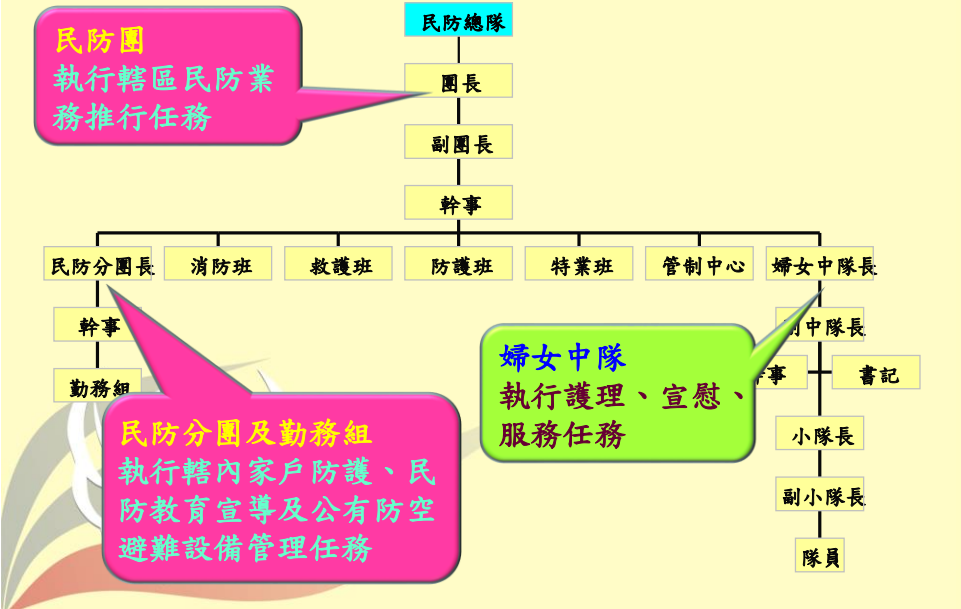 民防總隊
民防團
執行轄區民防業
務推行任務
團長
副團長
幹事
民防分團長
消防班
救護班
防護班
特業班
管制中心
婦女中隊長
幹事
勤務組
副中隊長
幹事
書記
婦女中隊
執行護理、宣慰、
服務任務
小隊長
副小隊長
隊員
民防分團及勤務組
執行轄內家戶防護、民
防教育宣導及公有防空
避難設備管理任務